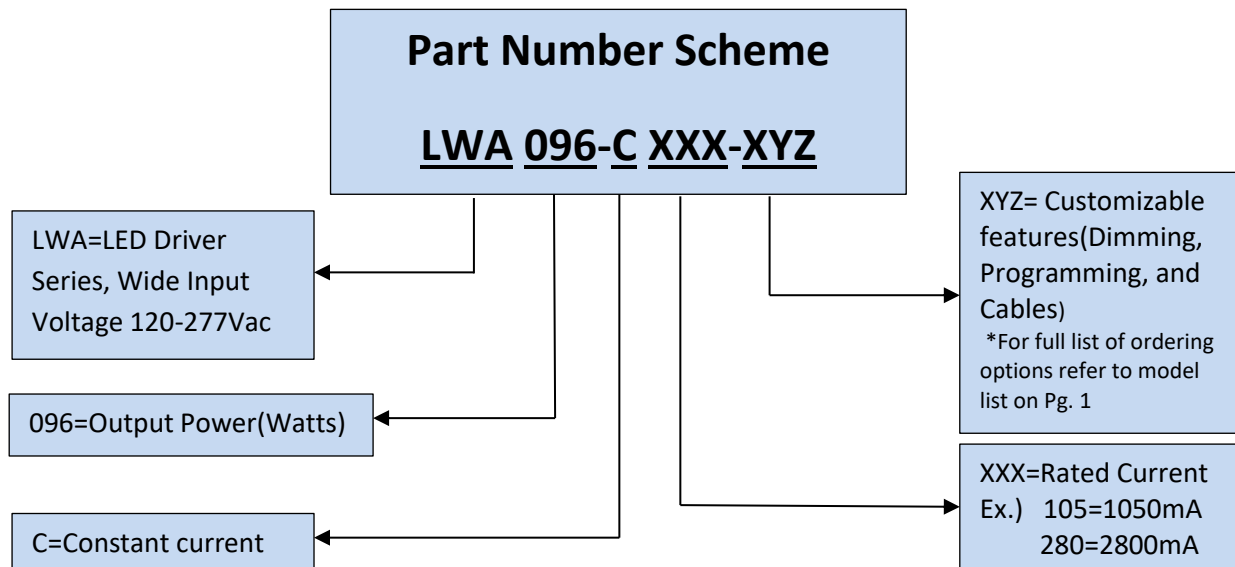 Part Number Scheme
LWA 096-C XXX-XYZ
LWA=LED Driver
Series, Wide Input
Voltage 120-277Vac
096=Output Power(Watts)
C=Constant current
XYZ= Customizable
features(Dimming,
Programming, and
Cables)
*For full list of ordering
options refer to model
list on Pg. 1
XXX=Rated Current
Ex.) 105=1050mA
280=2800mA